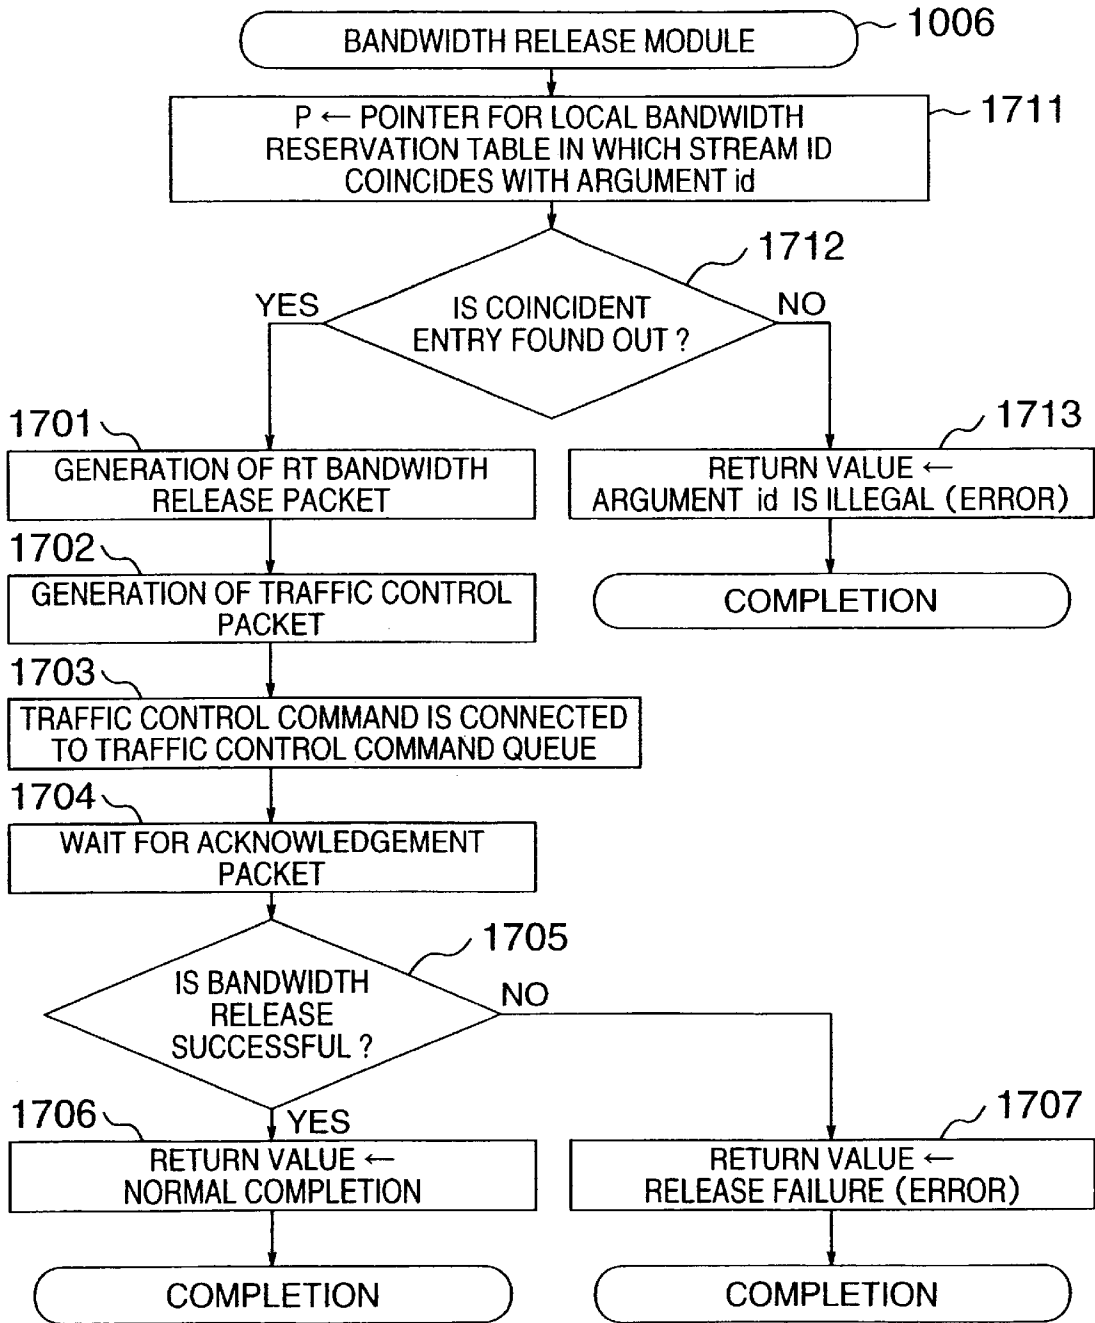 BANDWIDTH RELEASE MODULE
1006
P ← POINTER FOR LOCAL BANDWIDTH
RESERVATION TABLE IN WHICH STREAM ID
COINCIDES WITH ARGUMENT id
1711
1712
IS COINCIDENT
ENTRY FOUND OUT ?
YES
NO
1701
GENERATION OF RT BANDWIDTH
RELEASE PACKET
1713
RETURN VALUE ←
ARGUMENT id IS ILLEGAL (ERROR)
1702
GENERATION OF TRAFFIC CONTROL
PACKET
COMPLETION
1703
TRAFFIC CONTROL COMMAND IS CONNECTED
TO TRAFFIC CONTROL COMMAND QUEUE
1704
WAIT FOR ACKNOWLEDGEMENT
PACKET
1705
IS BANDWIDTH
RELEASE
SUCCESSFUL ?
NO
YES
1706
RETURN VALUE ←
NORMAL COMPLETION
1707
RETURN VALUE ←
RELEASE FAILURE (ERROR)
COMPLETION
COMPLETION